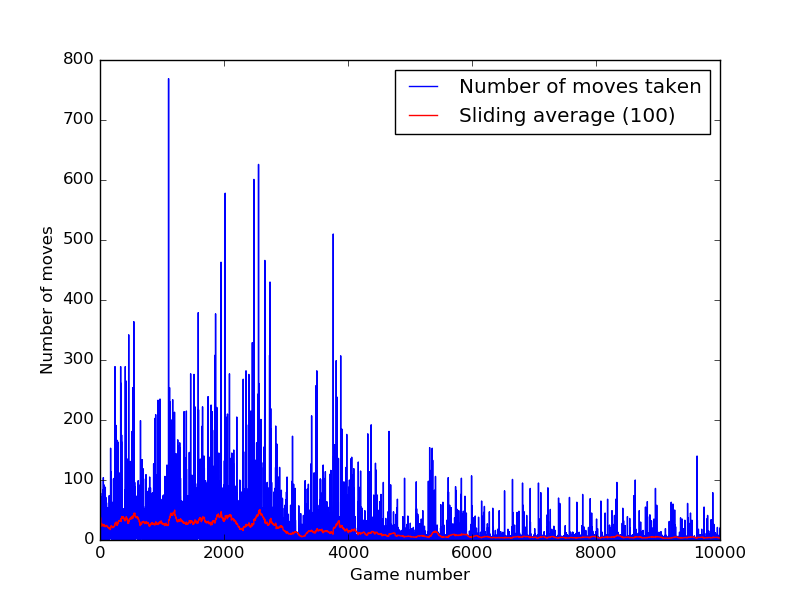 800
700
600
500
400
300
200
100
0
Number of moves
Number of moves taken
Sliding average (100)
0 2000 4000 6000 8000 10000
Game number